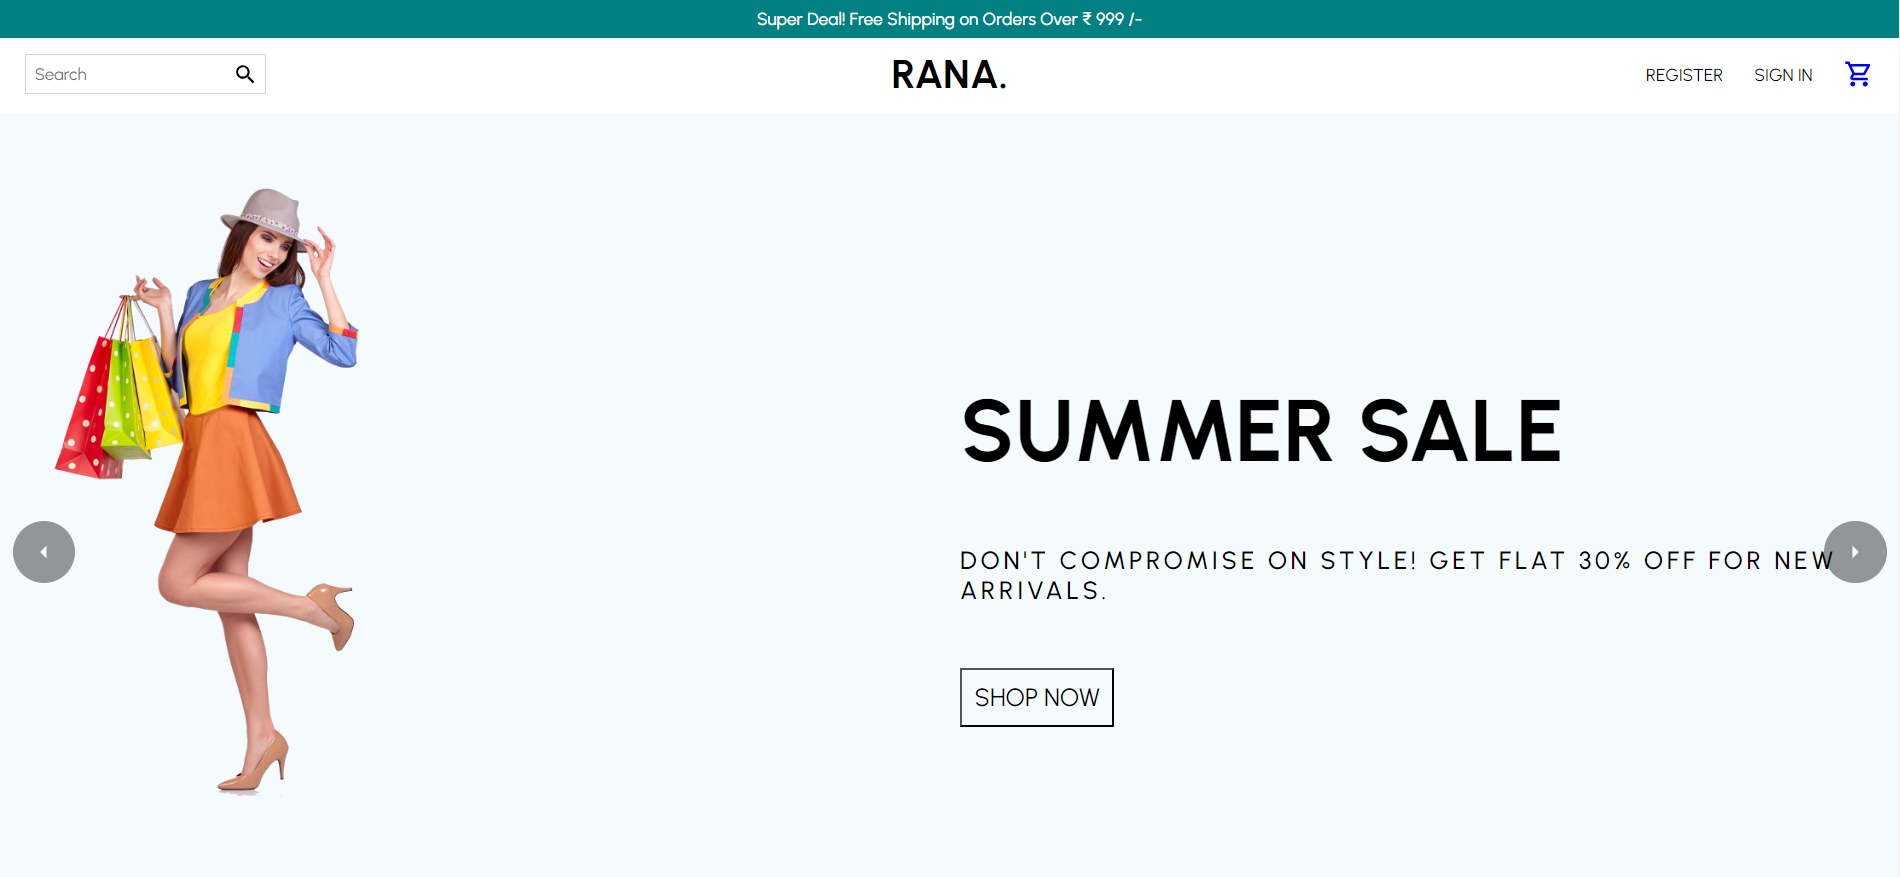 Super Deal! Free Shipping on Orders Over ₹ 999 /-
Search
RANA.
REGISTER
SIGN IN
SUMMER SALE
DON'T COMPROMISE ON STYLE! GET FLAT 30% OFF FOR NEW
ARRIVALS.
SHOP NOW